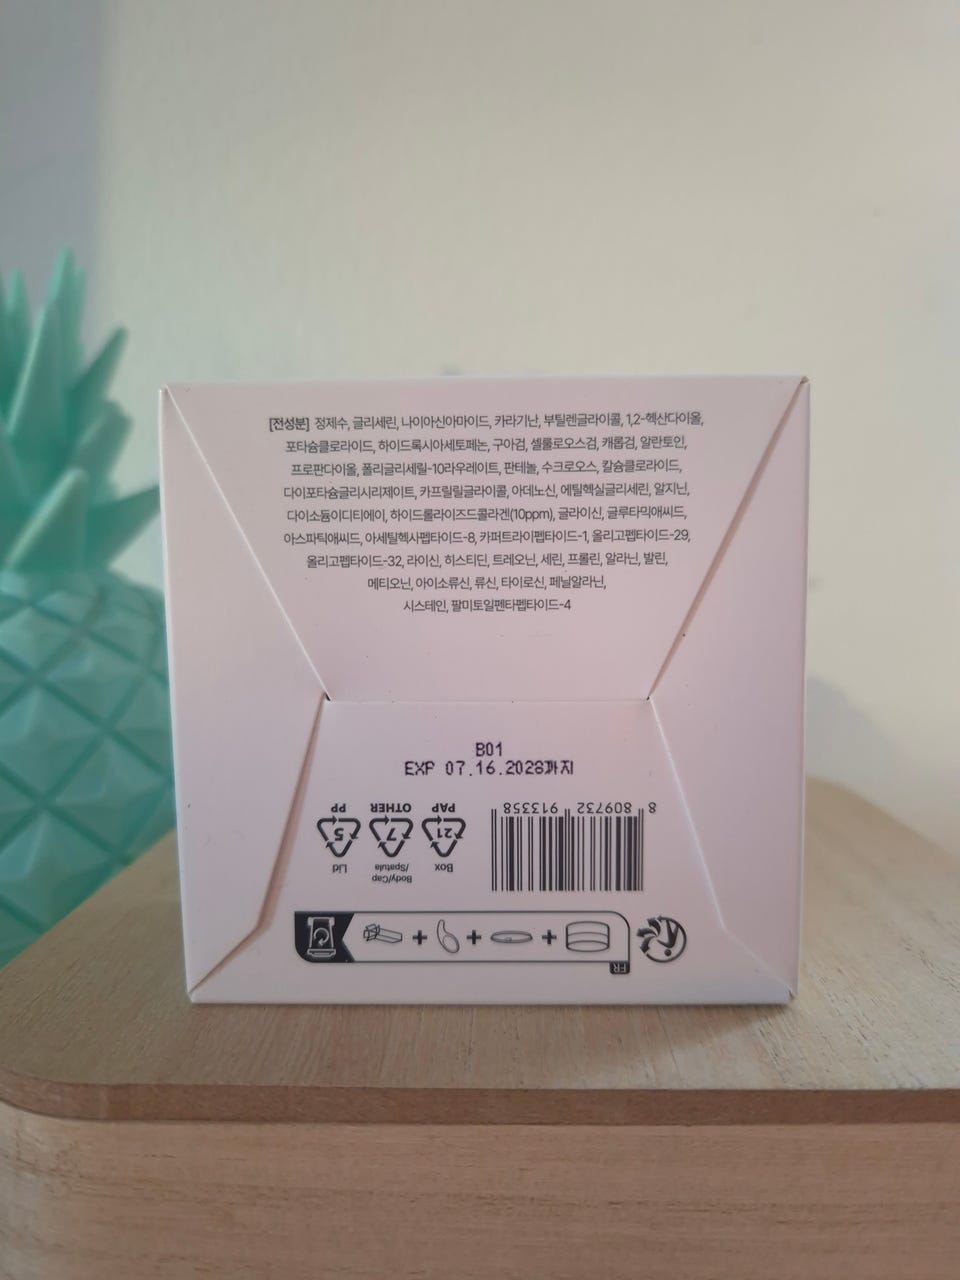 [전성분] 정제수, 글리세린, 나이아신아마이드, 카라기난, 부틸렌글라이콜, 1,2-헥산다이올,
포타슘클로라이드, 하이드록시아세토페논, 구아검, 셀룰로오스검, 캐롭검, 알란토인,
프로판다이올, 폴리글리세릴-10라우레이트, 판테놀, 수크로오스, 칼슘클로라이드,
다이포타슘글리시리제이트, 카프릴릴글라이콜, 아데노신, 에틸헥실글리세린, 알지닌,
다이소듐이디티에이, 하이드롤라이즈드콜라겐(10ppm), 글라이신, 글루타믹애씨드,
아스파틱애씨드, 아세틸헥사펩타이드-8, 카퍼트라이펩타이드-1, 올리고펩타이드-29,
올리고펩타이드-32, 라이신, 히스티딘, 트레오닌, 세린, 프롤린, 알라닌, 발린,
메티오닌, 아이소류신, 류신, 타이로신, 페닐알라닌,
시스테인, 팔미토일펜타펩타이드-4
B01
EXP 07.16.2028까지
FR
Box
Body/Cap
/Spatula
Lid
21
7
5
PAP
OTHER
PP
8 809732 913358